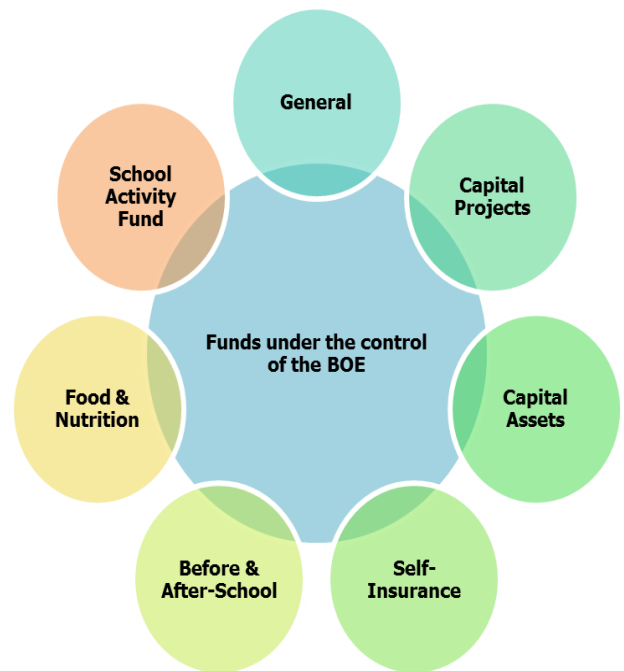 General
School
Activity
Fund
Capital
Projects
Funds under the control
of the BOE
Food &
Nutrition
Capital
Assets
Before &
After-School
Self-
Insurance